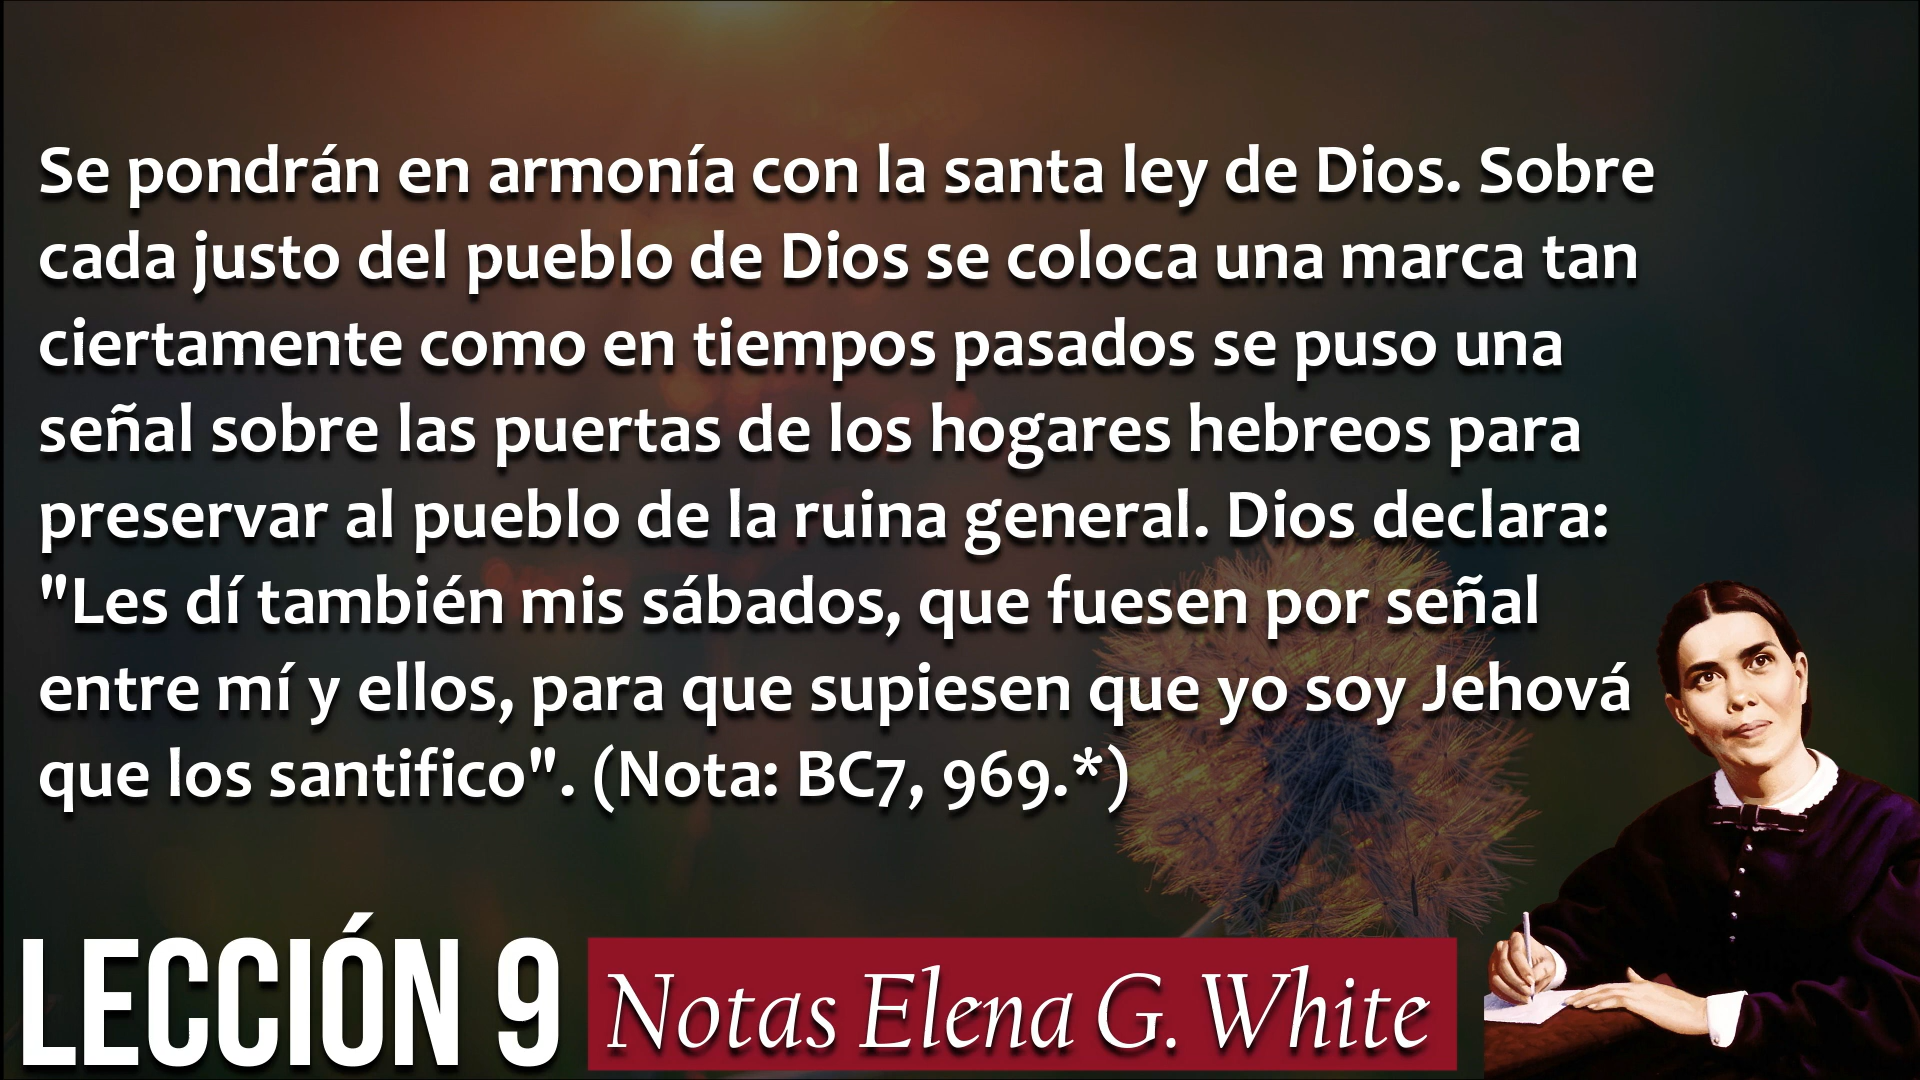 Se pondrán en armonía con la santa ley de Dios. Sobre
cada justo del pueblo de Dios se coloca una marca tan
ciertamente como en tiempos pasados se puso una
señal sobre las puertas de los hogares hebreos para
preservar al pueblo de la ruina general. Dios declara:
"Les dí también mis sábados, que fuesen por señal
entre mí y ellos, para que supiesen que yo soy Jehová
que los santifico". (Nota: BC7, 969.*)
LECCIÓN 9 Notas Elena G. White